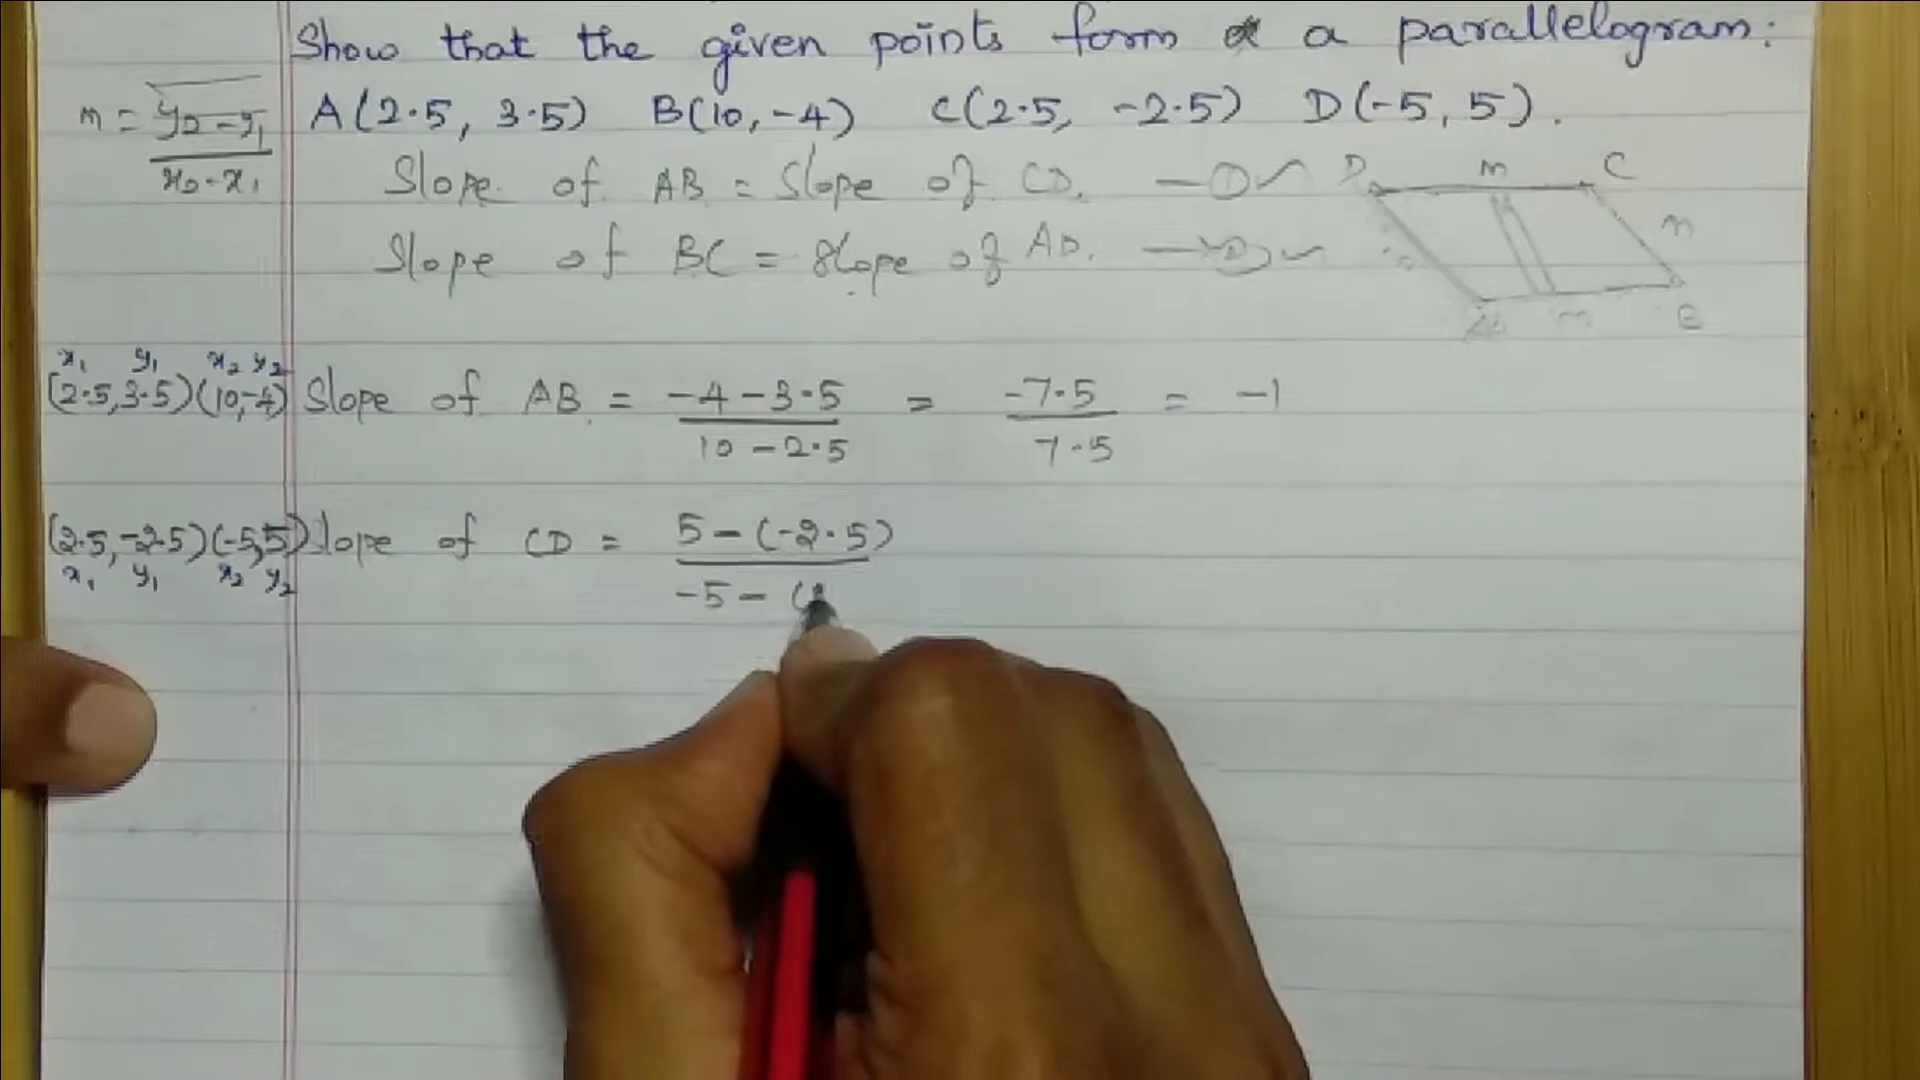 Show that the given points form a parallelogram:
m = y2-y1 / x2-x1
A(2.5, 3.5) B(10,-4) C(2.5, -2.5) D(-5, 5).
Slope of AB = Slope of CD. —①
Slope of BC = Slope of AD. —②
D m C
m
m B
x1 y1 x2 y2
(2.5,3.5)(10,-4) Slope of AB = -4-3.5 / 10-2.5 = -7.5 / 7.5 = -1
(2.5,-2.5)(-5,5) Slope of CD = 5-(-2.5) / -5-(
x1 y1 x2 y2